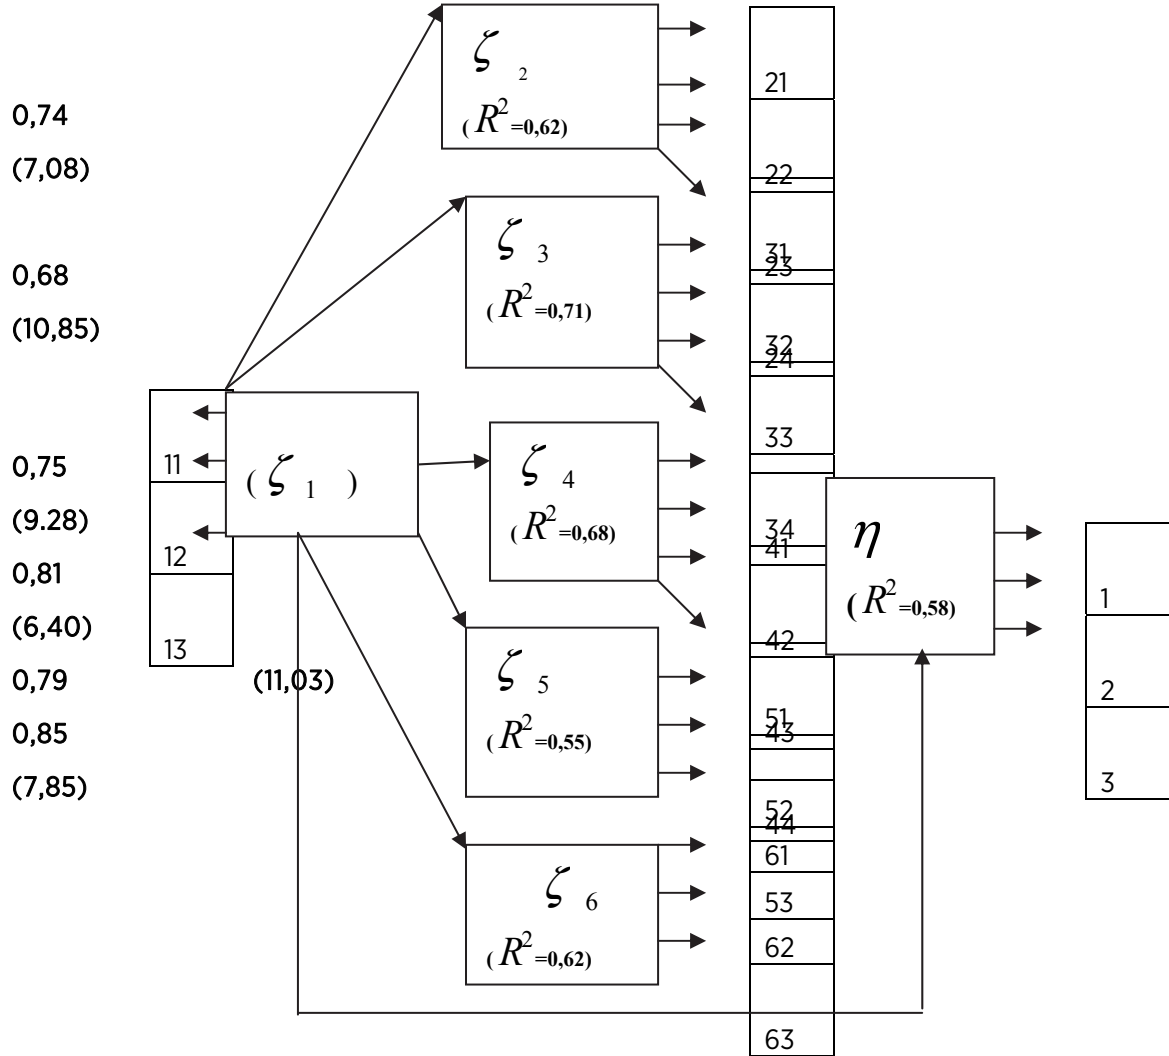 0,74
(7,08)
0,68
(10,85)
0,75
(9.28)
0,81
(6,40)
0,79
0,85
(7,85)
11
12
13
(ζ 1 )
(11,03)
ζ 2
(R²=0,62)
ζ 3
(R²=0,71)
ζ 4
(R²=0,68)
ζ 5
(R²=0,55)
ζ 6
(R²=0,62)
21
22
31
23
32
24
33
34
41
42
51
43
52
44
61
53
62
63
η
(R²=0,58)
1
2
3